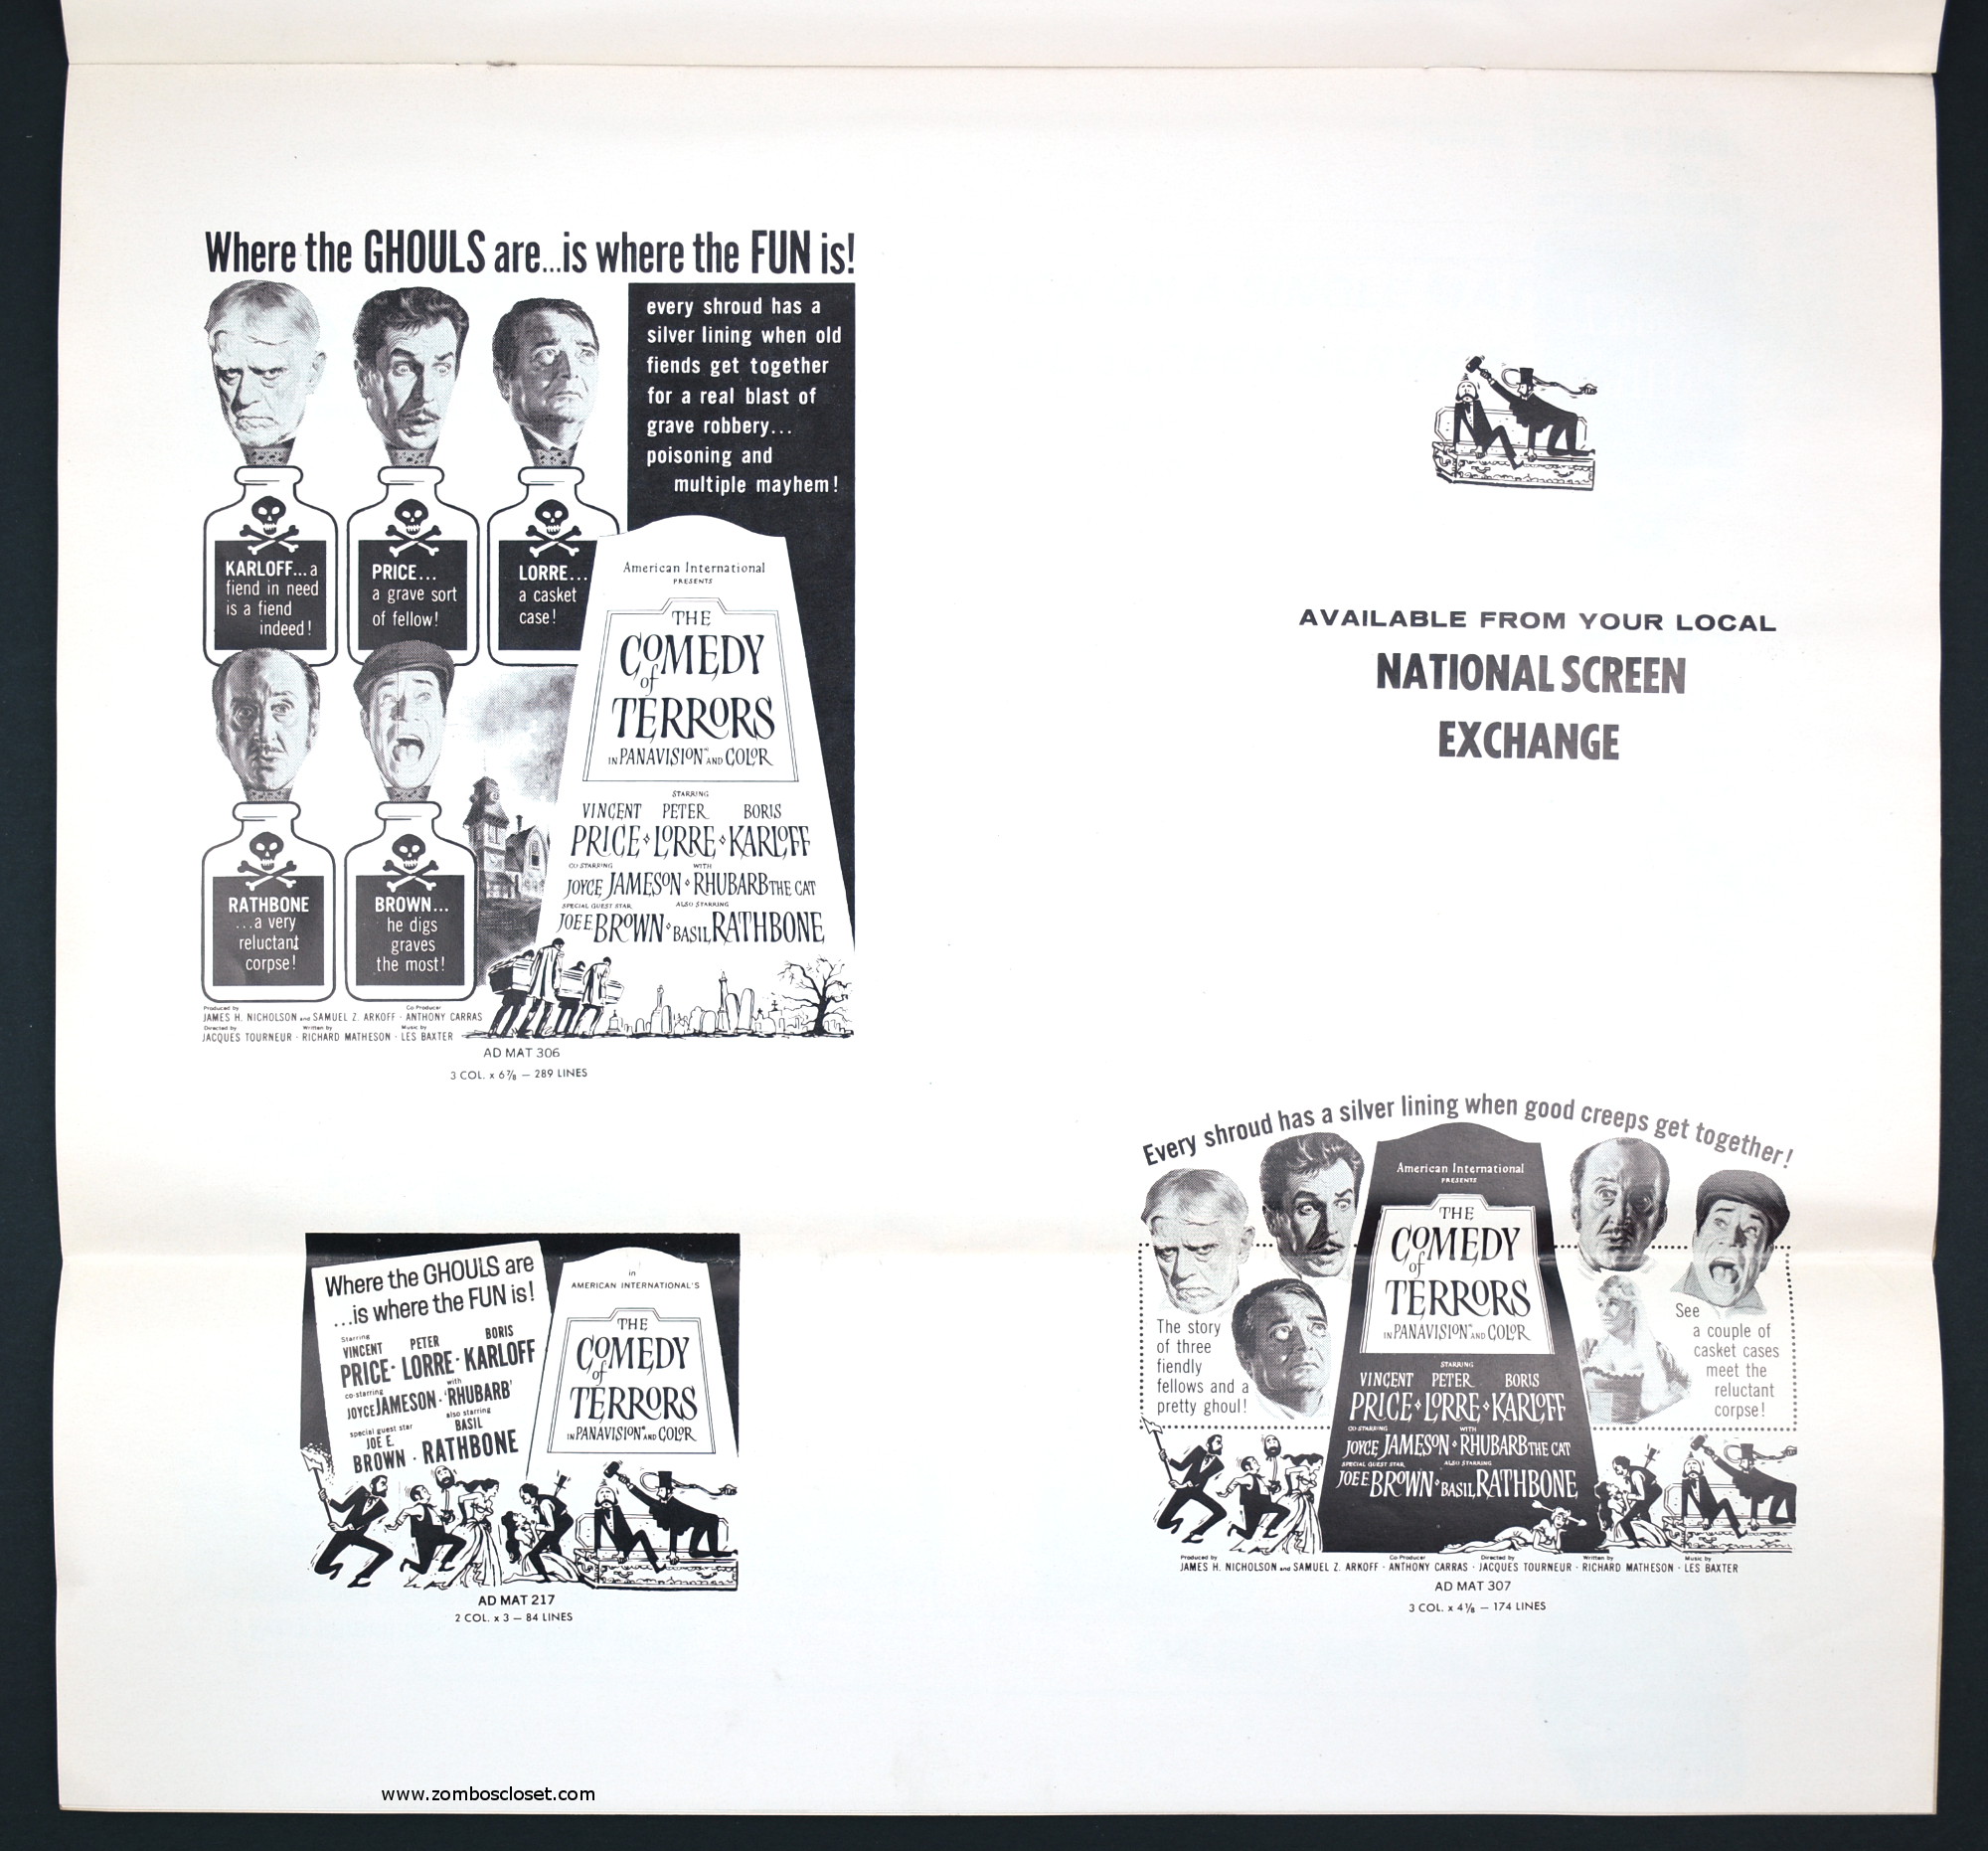 Where the GHOULS are...is where the FUN is!
every shroud has a
silver lining when old
fiends get together
for a real blast of
grave robbery...
poisoning and
multiple mayhem!
KARLOFF...a
fiend in need
is a fiend
indeed!
PRICE...
a grave sort
of fellow!
LORRE...
a casket
case!
RATHBONE
...a very
reluctant
corpse!
BROWN...
he digs
graves
the most!
American International
PRESENTS
THE
COMEDY
of
TERRORS
IN PANAVISION™ AND COLOR
STARRING
VINCENT PETER BORIS
PRICE LORRE KARLOFF
CO STARRING WITH
JOYCE JAMESON RHUBARB THE CAT
SPECIAL GUEST STAR ALSO STARRING
JOE E. BROWN BASIL RATHBONE
Produced by Co Producer
JAMES H. NICHOLSON and SAMUEL Z. ARKOFF · ANTHONY CARRAS
Directed by Written by Music by
JACQUES TOURNEUR · RICHARD MATHESON · LES BAXTER
AD MAT 306
3 COL. x 6⅞ — 289 LINES
AVAILABLE FROM YOUR LOCAL
NATIONAL SCREEN
EXCHANGE
Where the GHOULS are
...is where the FUN is!
Starring
VINCENT PETER BORIS
PRICE · LORRE · KARLOFF
co-starring with
JOYCE JAMESON · 'RHUBARB'
special guest star also starring
JOE E. BASIL
BROWN · RATHBONE
in
AMERICAN INTERNATIONAL'S
THE
COMEDY
of
TERRORS
IN PANAVISION™ AND COLOR
AD MAT 217
2 COL. x 3 — 84 LINES
Every shroud has a silver lining when good creeps get together!
American International
PRESENTS
THE
COMEDY
of
TERRORS
IN PANAVISION™ AND COLOR
The story
of three
fiendly
fellows and a
pretty ghoul!
See
a couple of
casket cases
meet the
reluctant
corpse!
STARRING
VINCENT PETER BORIS
PRICE LORRE KARLOFF
CO STARRING WITH
JOYCE JAMESON RHUBARB THE CAT
SPECIAL GUEST STAR ALSO STARRING
JOE E. BROWN BASIL RATHBONE
Produced by Co Producer Directed by Written by Music by
JAMES H. NICHOLSON and SAMUEL Z. ARKOFF · ANTHONY CARRAS · JACQUES TOURNEUR · RICHARD MATHESON · LES BAXTER
AD MAT 307
3 COL. x 4⅛ — 174 LINES
www.zomboscloset.com